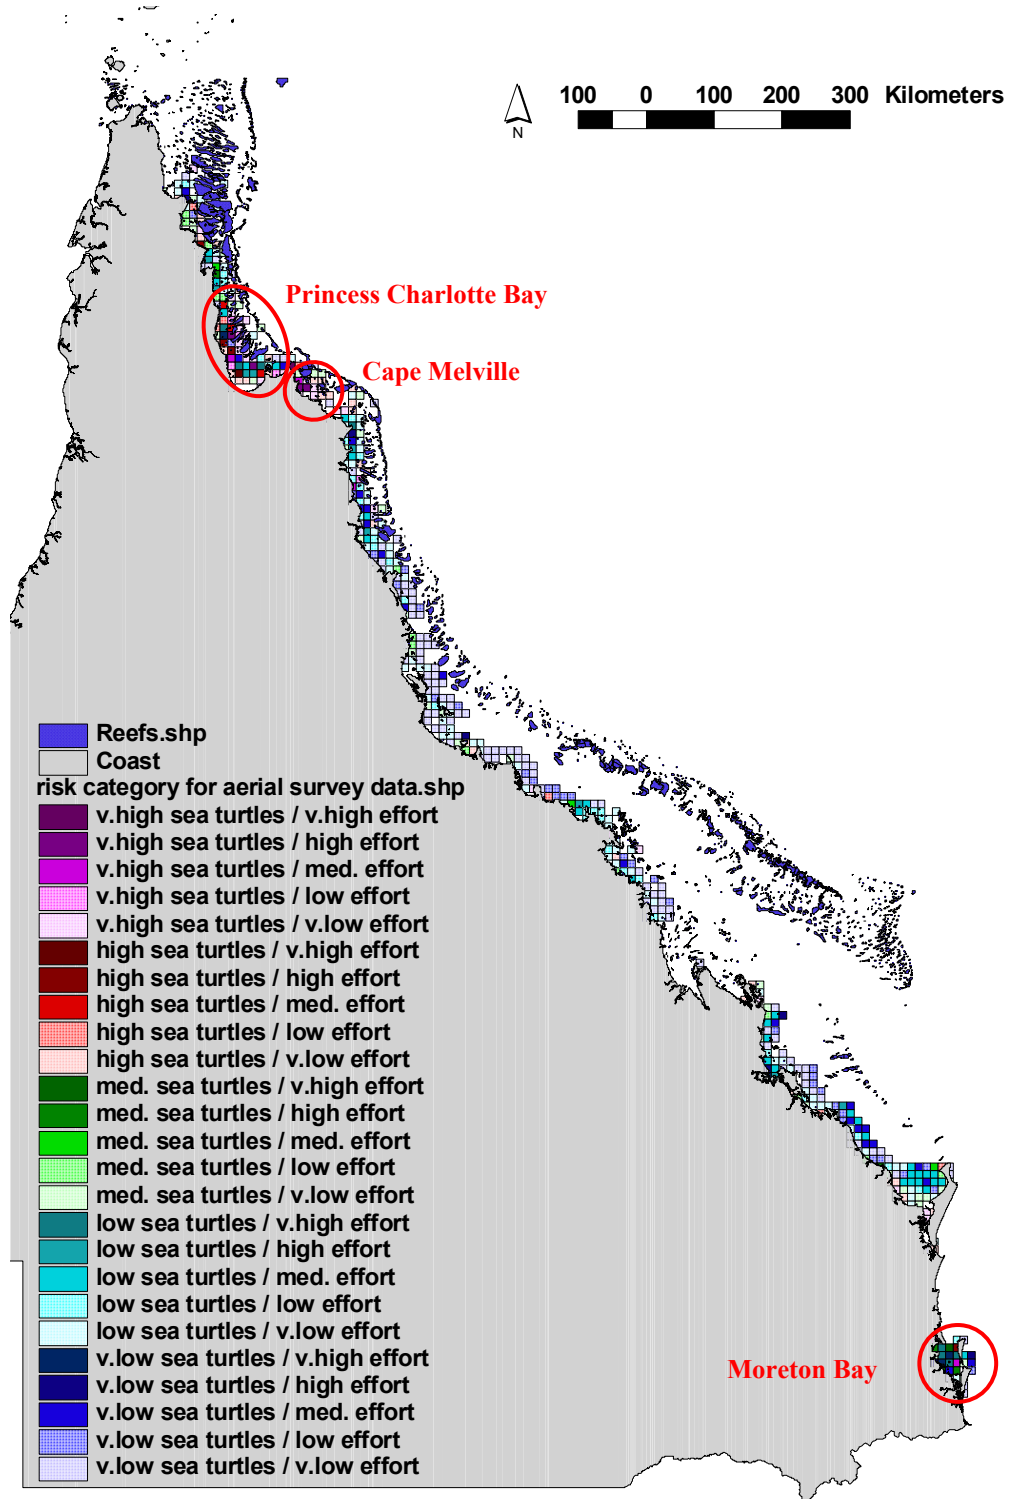 100 0 100 200 300 Kilometers
N
Princess Charlotte Bay
Cape Melville
Reefs.shp
Coast
risk category for aerial survey data.shp
v.high sea turtles / v.high effort
v.high sea turtles / high effort
v.high sea turtles / med. effort
v.high sea turtles / low effort
v.high sea turtles / v.low effort
high sea turtles / v.high effort
high sea turtles / high effort
high sea turtles / med. effort
high sea turtles / low effort
high sea turtles / v.low effort
med. sea turtles / v.high effort
med. sea turtles / high effort
med. sea turtles / med. effort
med. sea turtles / low effort
med. sea turtles / v.low effort
low sea turtles / v.high effort
low sea turtles / high effort
low sea turtles / med. effort
low sea turtles / low effort
low sea turtles / v.low effort
v.low sea turtles / v.high effort
v.low sea turtles / high effort
v.low sea turtles / med. effort
v.low sea turtles / low effort
v.low sea turtles / v.low effort
Moreton Bay